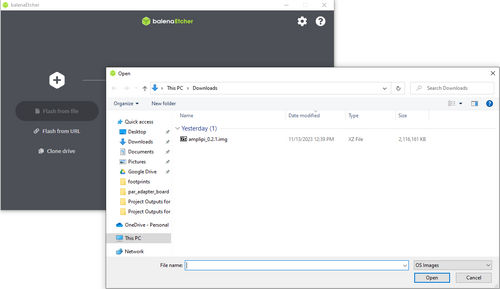 balenaEtcher
balenaEtcher
Flash from file
Flash from URL
Clone drive
Open
This PC > Downloads
Search Downloads
Organize
New folder
Name
Date modified
Type
Size
Quick access
Desktop
Downloads
Documents
Pictures
Google Drive
footprints
par_adapter_board
Project Outputs for
Project Outputs for
OneDrive - Personal
This PC
Network
Yesterday (1)
amplipi_0.2.1.img
11/13/2023 12:39 PM
XZ File
2,116,161 KB
File name:
OS Images
Open
Cancel